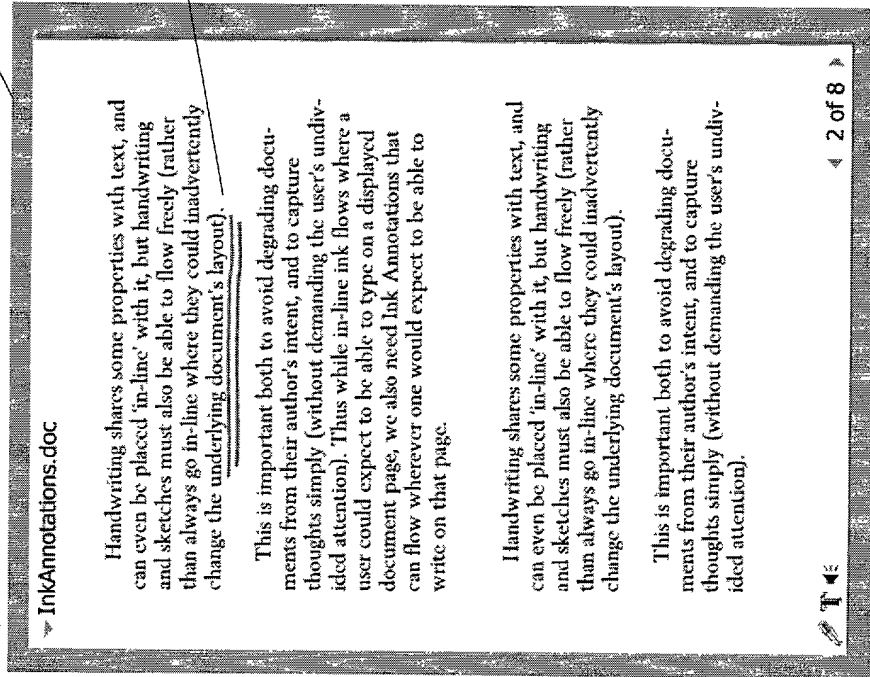 InkAnnotations.doc
Handwriting shares some properties with text, and
can even be placed 'in-line' with it, but handwriting
and sketches must also be able to flow freely (rather
than always go in-line where they could inadvertently
change the underlying document's layout).
This is important both to avoid degrading docu-
ments from their author's intent, and to capture
thoughts simply (without demanding the user's undiv-
ided attention). Thus while in-line ink flows where a
user could expect to be able to type on a displayed
document page, we also need Ink Annotations that
can flow wherever one would expect to be able to
write on that page.
Handwriting shares some properties with text, and
can even be placed 'in-line' with it, but handwriting
and sketches must also be able to flow freely (rather
than always go in-line where they could inadvertently
change the underlying document's layout).
This is important both to avoid degrading docu-
ments from their author's intent, and to capture
thoughts simply (without demanding the user's undiv-
ided attention).
T
2 of 8